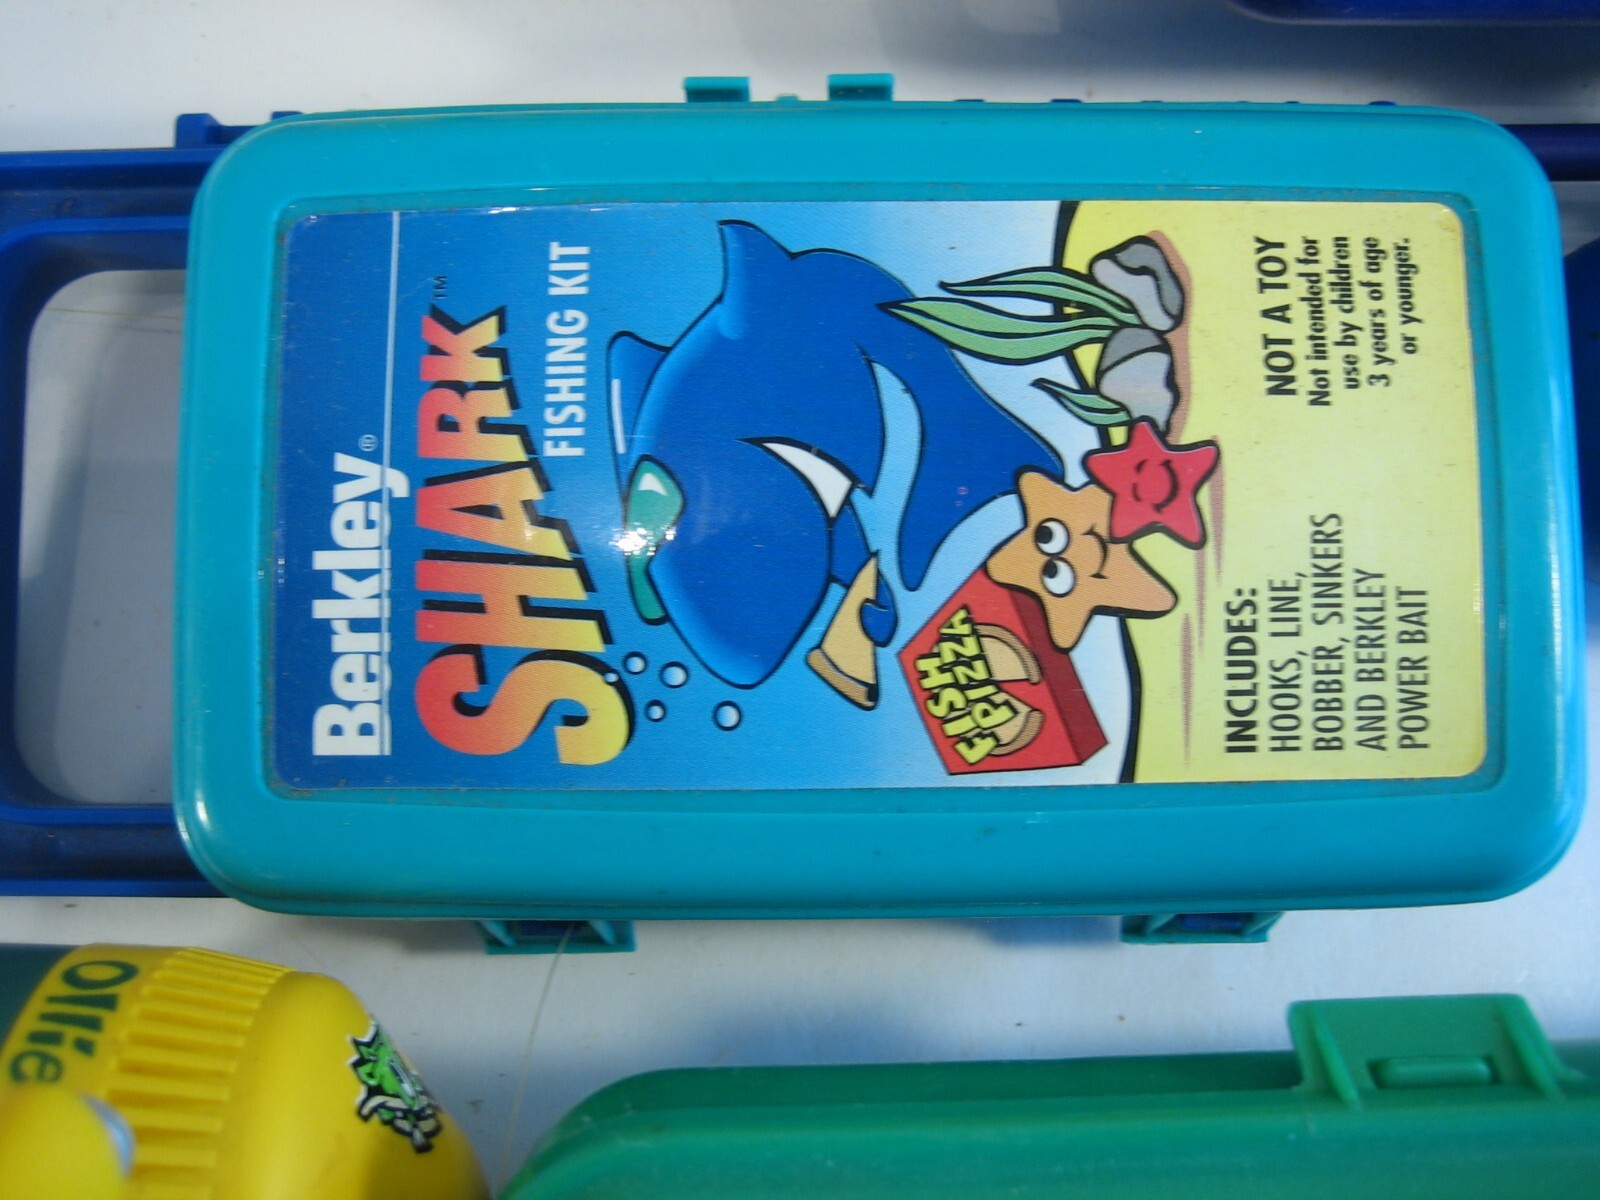 Berkley®
SHARK™
FISHING KIT
FISH
PIZZA
INCLUDES:
HOOKS, LINE,
BOBBER, SINKERS
AND BERKLEY
POWER BAIT
NOT A TOY
Not intended for
use by children
3 years of age
or younger.
Ollie